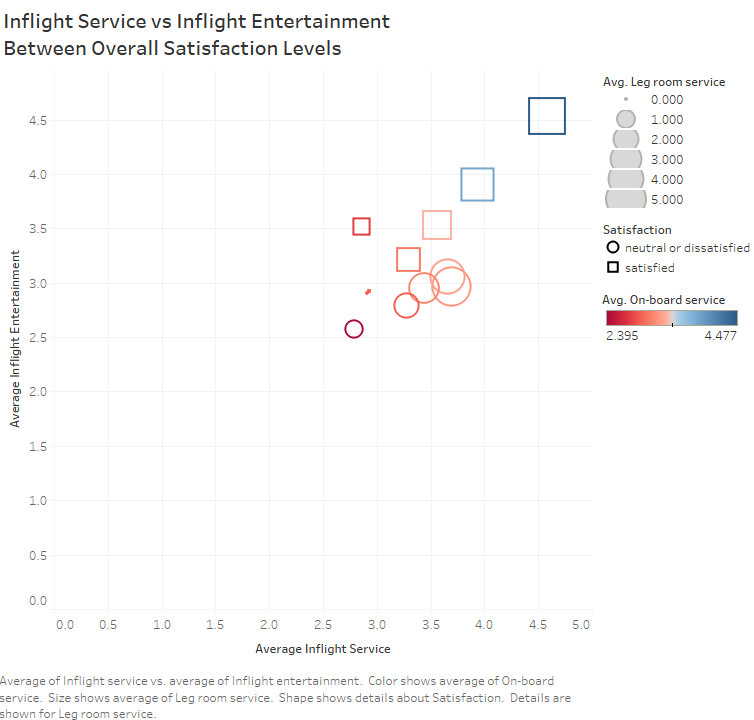 Inflight Service vs Inflight Entertainment
Between Overall Satisfaction Levels
Avg. Leg room service
0.000
1.000
2.000
3.000
4.000
5.000
Satisfaction
neutral or dissatisfied
satisfied
Avg. On-board service
2.395 4.477
Average Inflight Entertainment
4.5
4.0
3.5
3.0
2.5
2.0
1.5
1.0
0.5
0.0
0.0 0.5 1.0 1.5 2.0 2.5 3.0 3.5 4.0 4.5 5.0
Average Inflight Service
Average of Inflight service vs. average of Inflight entertainment. Color shows average of On-board
service. Size shows average of Leg room service. Shape shows details about Satisfaction. Details are
shown for Leg room service.